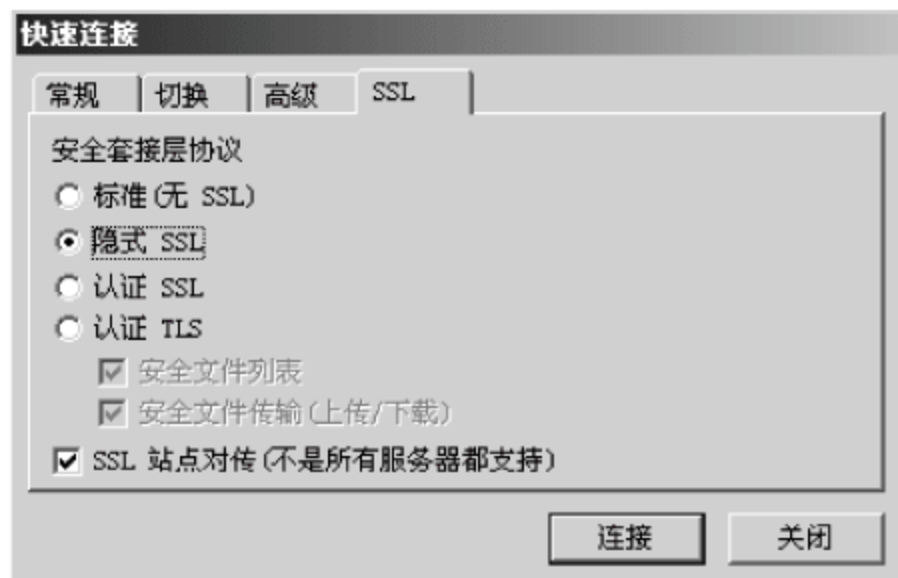 快速连接
常规 切换 高级 SSL
安全套接层协议
标准(无 SSL)
隐式 SSL
认证 SSL
认证 TLS
安全文件列表
安全文件传输(上传/下载)
SSL 站点对传(不是所有服务器都支持)
连接 关闭